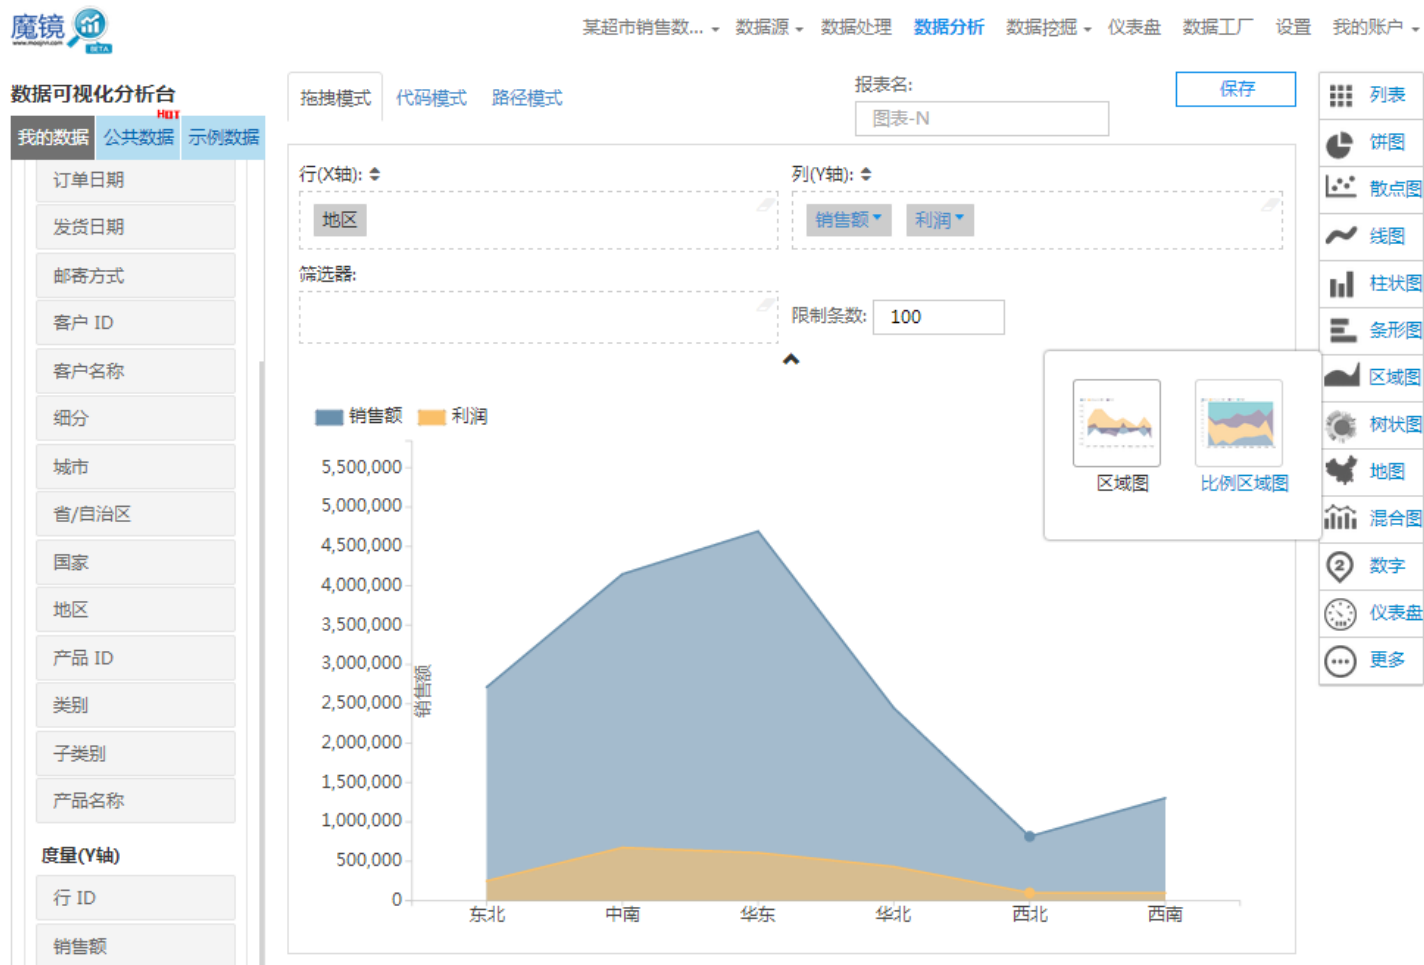 魔镜
www.moojnn.com
BETA
某超市销售数...
数据源
数据处理
数据分析
数据挖掘
仪表盘
数据工厂
设置
我的账户
数据可视化分析台
HOT
我的数据
公共数据
示例数据
订单日期
发货日期
邮寄方式
客户 ID
客户名称
细分
城市
省/自治区
国家
地区
产品 ID
类别
子类别
产品名称
度量(Y轴)
行 ID
销售额
拖拽模式
代码模式
路径模式
报表名:
图表-N
保存
行(X轴):
地区
列(Y轴):
销售额
利润
筛选器:
限制条数:
100
销售额
利润
5,500,000
5,000,000
4,500,000
4,000,000
3,500,000
3,000,000
2,500,000
2,000,000
1,500,000
1,000,000
500,000
0
销售额
东北
中南
华东
华北
西北
西南
区域图
比例区域图
列表
饼图
散点图
线图
柱状图
条形图
区域图
树状图
地图
混合图
2
数字
仪表盘
更多